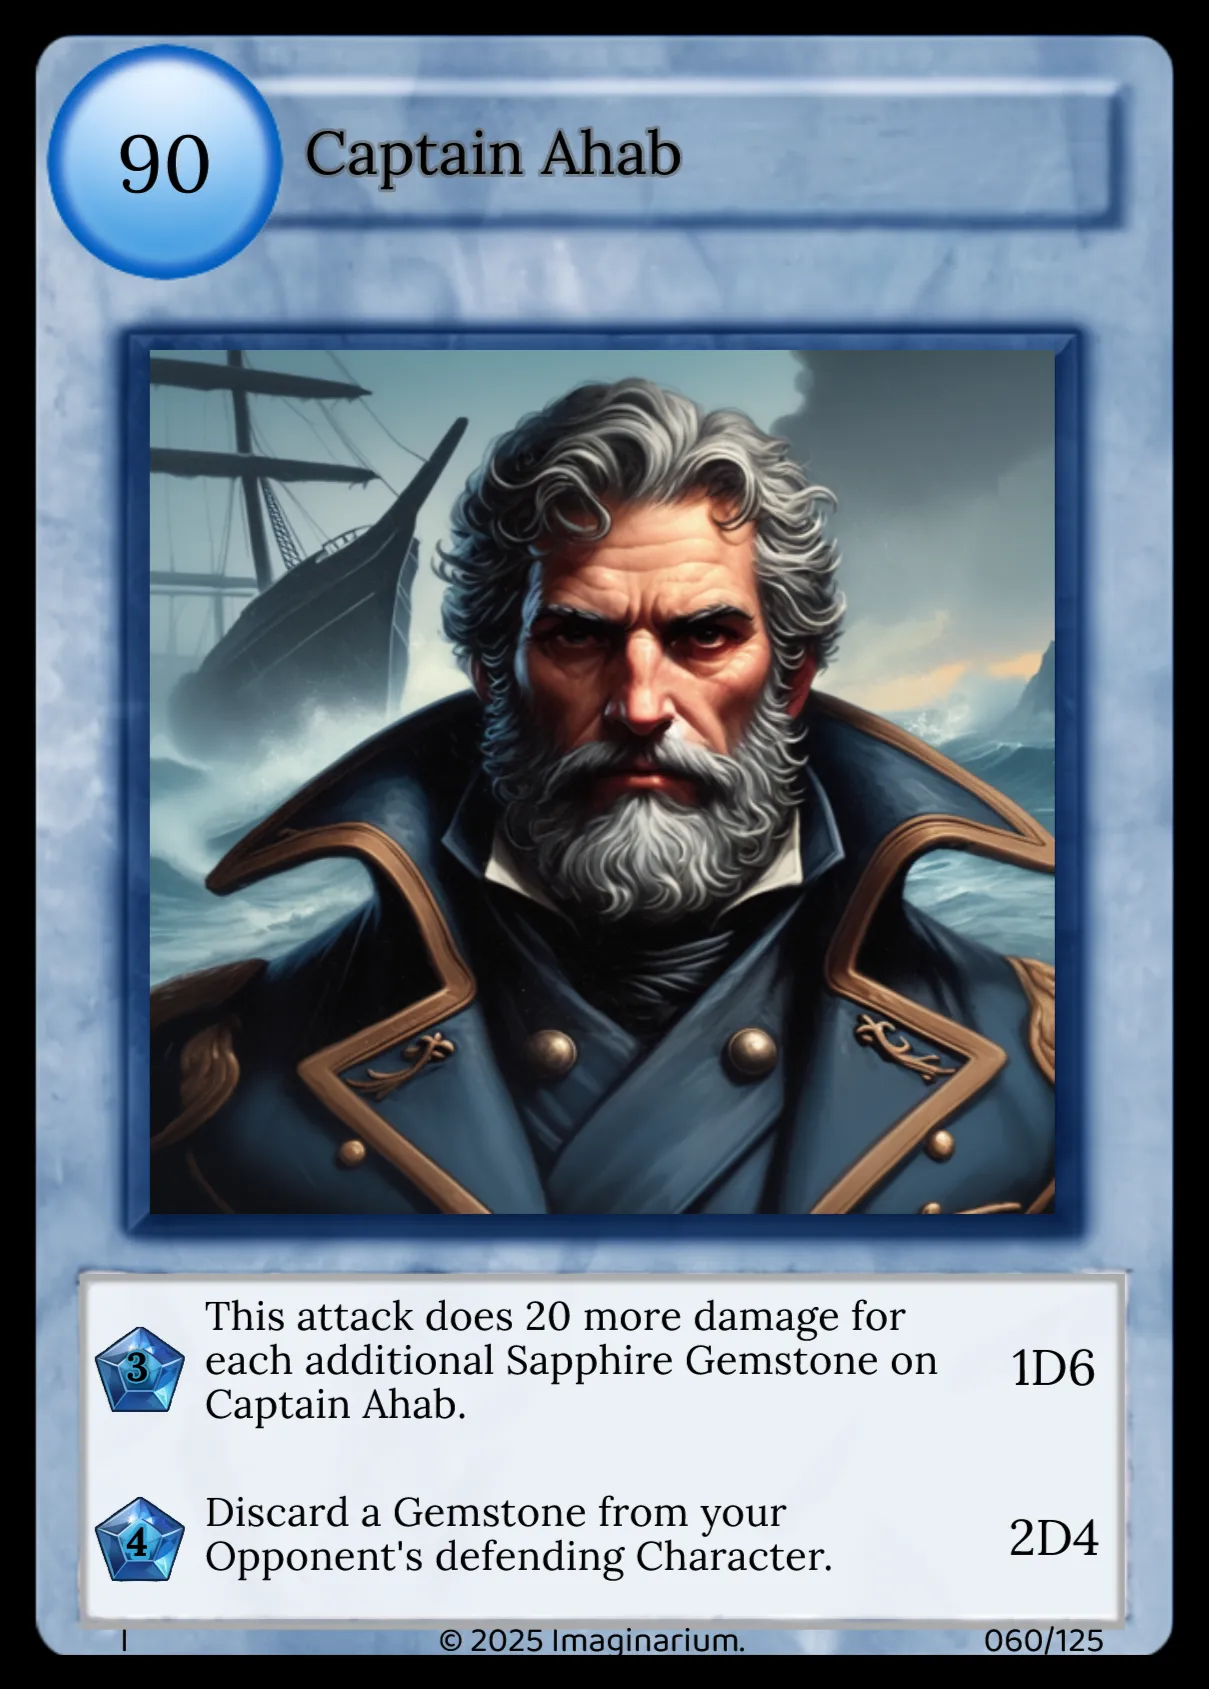 90
Captain Ahab
3
This attack does 20 more damage for
each additional Sapphire Gemstone on
Captain Ahab.
1D6
4
Discard a Gemstone from your
Opponent's defending Character.
2D4
I
© 2025 Imaginarium.
060/125